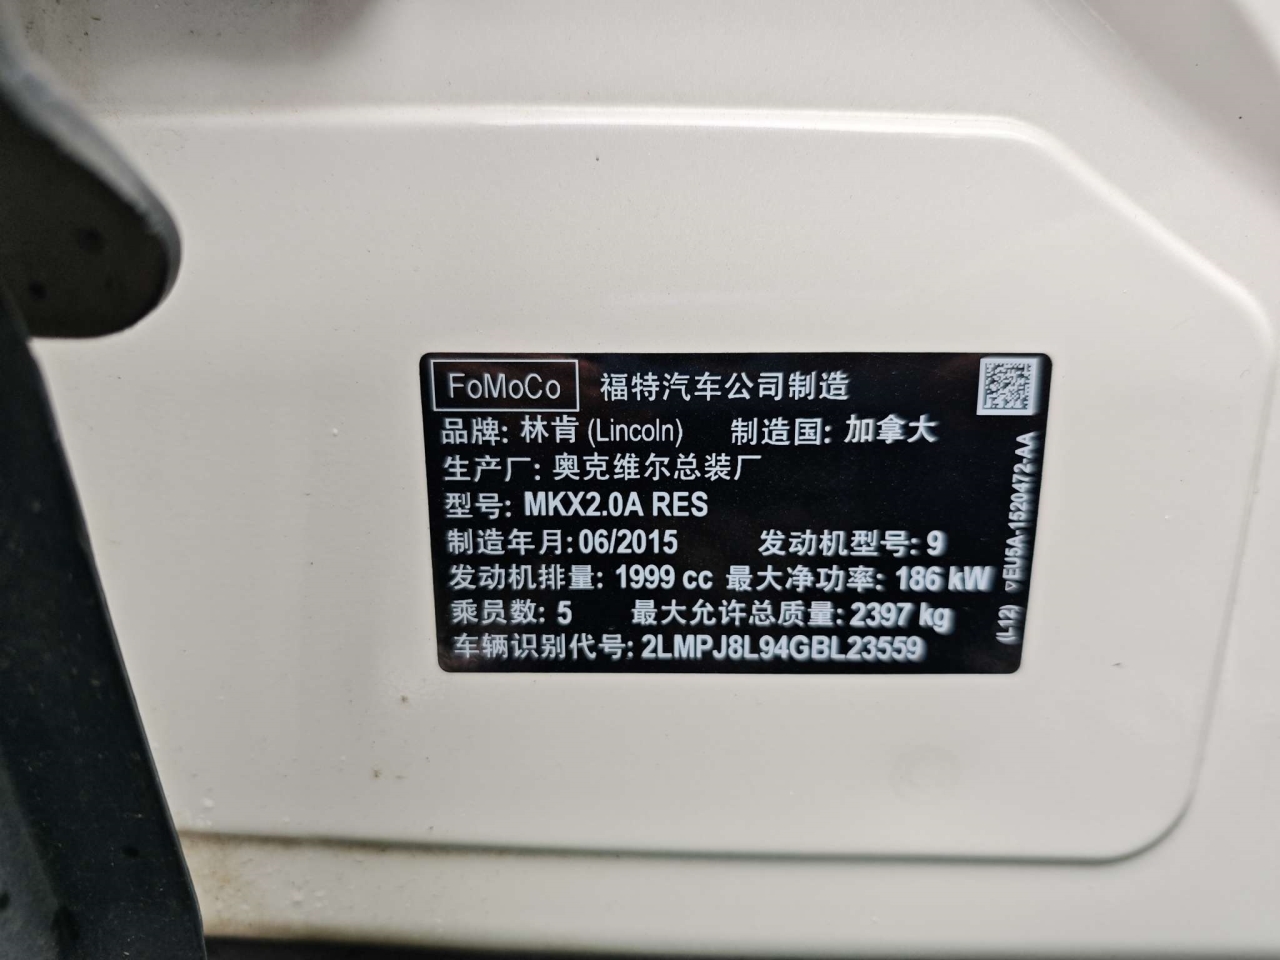 FoMoCo 福特汽车公司制造
品牌: 林肯 (Lincoln) 制造国: 加拿大
生产厂: 奥克维尔总装厂
型号: MKX2.0A RES
制造年月: 06/2015 发动机型号: 9
发动机排量: 1999 cc 最大净功率: 186 kW
乘员数: 5 最大允许总质量: 2397 kg
车辆识别代号: 2LMPJ8L94GBL23559
(L12) ▽EU5A-1520472-AA